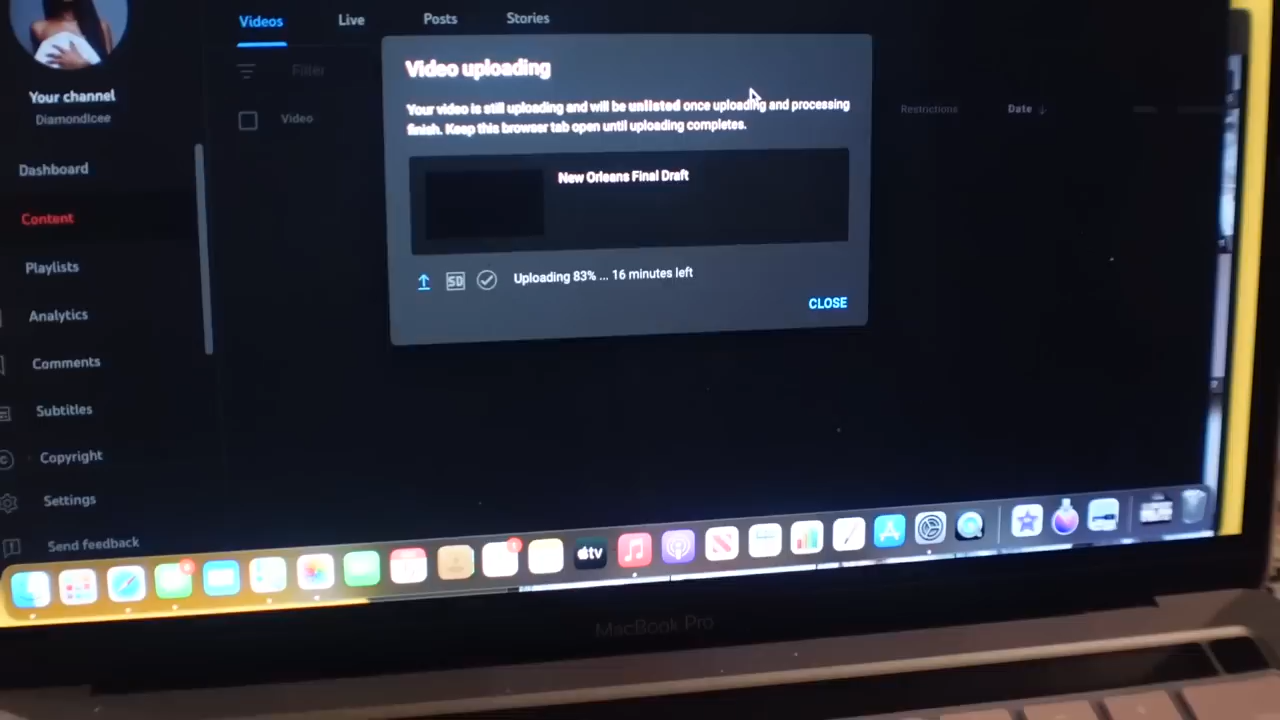 Videos
Live
Posts
Stories
Filter
Your channel
DiamondIcee
Video
Restrictions
Date
Video uploading
Your video is still uploading and will be unlisted once uploading and processing
finish. Keep this browser tab open until uploading completes.
New Orleans Final Draft
SD
Uploading 83% ... 16 minutes left
CLOSE
Dashboard
Content
Playlists
Analytics
Comments
Subtitles
Copyright
Settings
Send feedback
tv
MacBook Pro